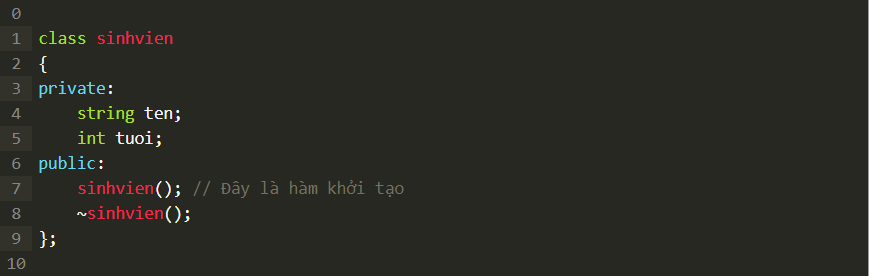 0
1 class sinhvien
2 {
3 private:
4     string ten;
5     int tuoi;
6 public:
7     sinhvien(); // Đây là hàm khởi tạo
8     ~sinhvien();
9 };
10